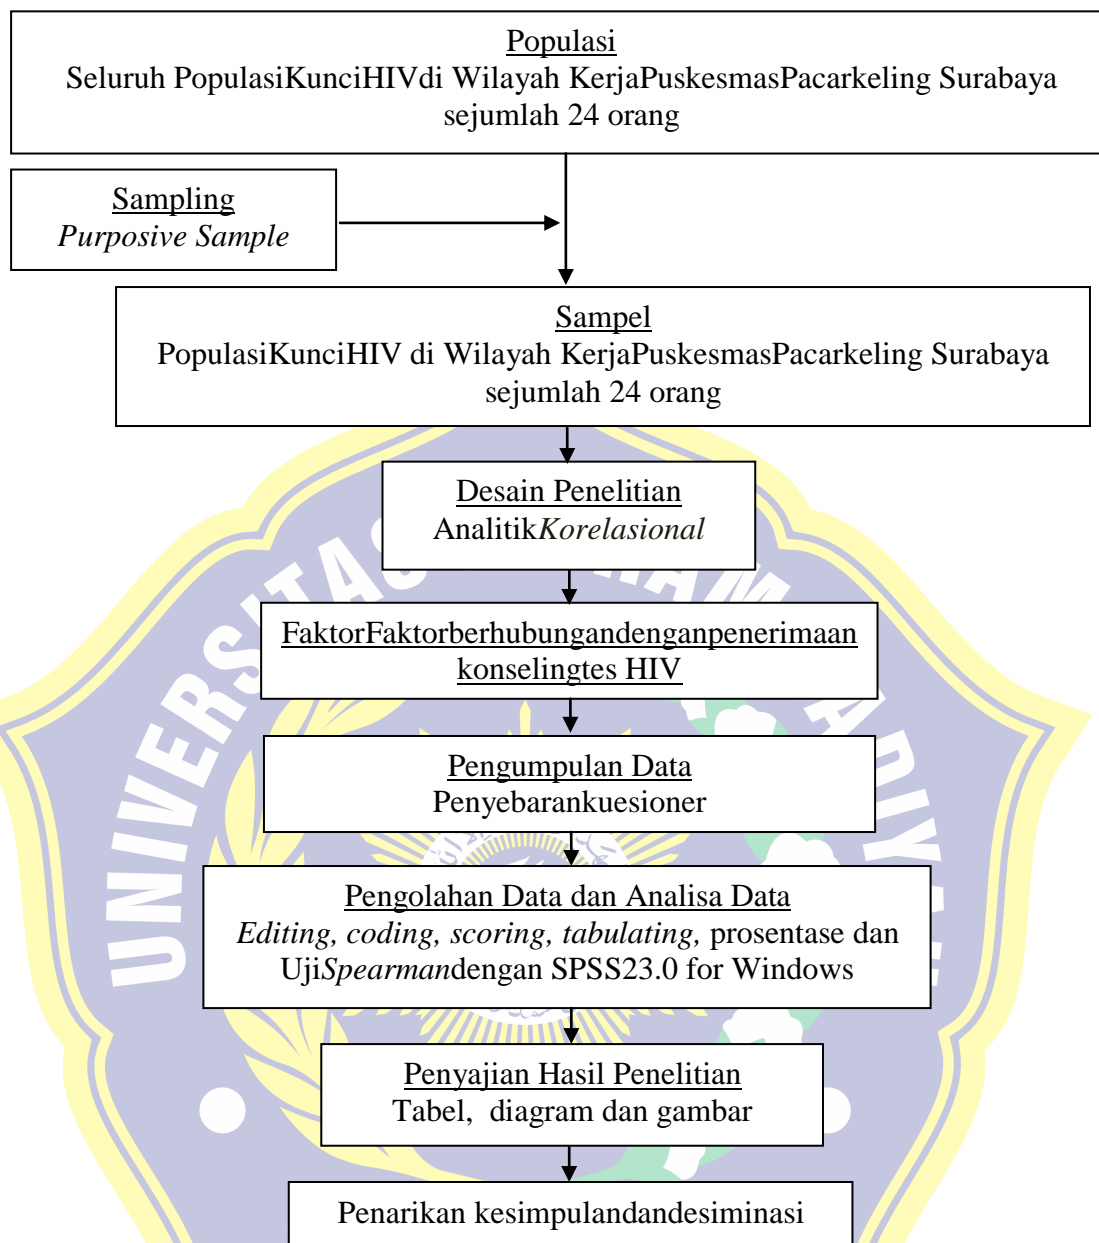 Populasi
Seluruh PopulasiKunciHIVdi Wilayah KerjaPuskesmasPacarkeling Surabaya
sejumlah 24 orang
Sampling
Purposive Sample
Sampel
PopulasiKunciHIV di Wilayah KerjaPuskesmasPacarkeling Surabaya
sejumlah 24 orang
Desain Penelitian
AnalitikKorelasional
FaktorFaktorberhubungandenganpenerimaan
konselingtes HIV
Pengumpulan Data
Penyebarankuesioner
Pengolahan Data dan Analisa Data
Editing, coding, scoring, tabulating, prosentase dan
UjiSpearmandengan SPSS23.0 for Windows
Penyajian Hasil Penelitian
Tabel,  diagram dan gambar
Penarikan kesimpulandandesiminasi
UNIVERSITAS